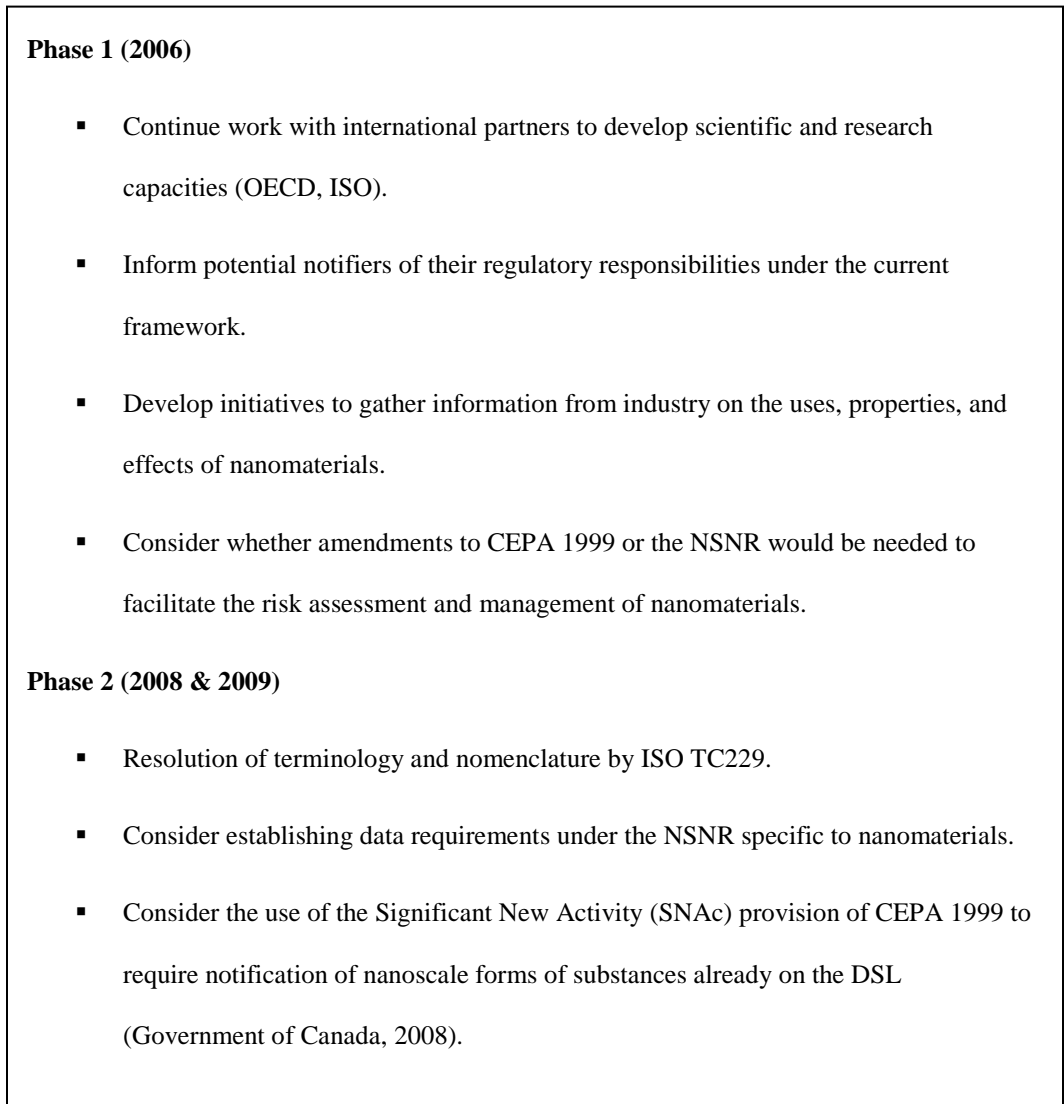 Phase 1 (2006)
▪ Continue work with international partners to develop scientific and research
capacities (OECD, ISO).
▪ Inform potential notifiers of their regulatory responsibilities under the current
framework.
▪ Develop initiatives to gather information from industry on the uses, properties, and
effects of nanomaterials.
▪ Consider whether amendments to CEPA 1999 or the NSNR would be needed to
facilitate the risk assessment and management of nanomaterials.
Phase 2 (2008 & 2009)
▪ Resolution of terminology and nomenclature by ISO TC229.
▪ Consider establishing data requirements under the NSNR specific to nanomaterials.
▪ Consider the use of the Significant New Activity (SNAc) provision of CEPA 1999 to
require notification of nanoscale forms of substances already on the DSL
(Government of Canada, 2008).